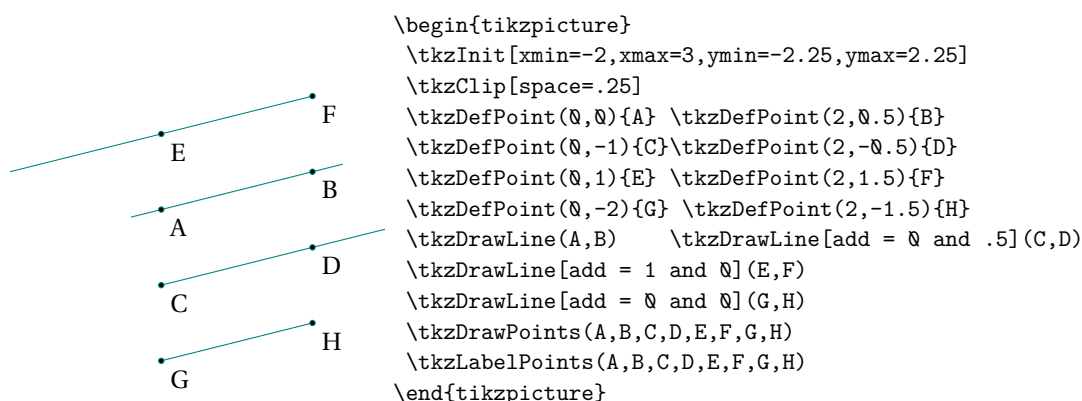 F
E
B
A
D
C
H
G
\begin{tikzpicture}
\tkzInit[xmin=-2,xmax=3,ymin=-2.25,ymax=2.25]
\tkzClip[space=.25]
\tkzDefPoint(0,0){A} \tkzDefPoint(2,0.5){B}
\tkzDefPoint(0,-1){C}\tkzDefPoint(2,-0.5){D}
\tkzDefPoint(0,1){E} \tkzDefPoint(2,1.5){F}
\tkzDefPoint(0,-2){G} \tkzDefPoint(2,-1.5){H}
\tkzDrawLine(A,B)    \tkzDrawLine[add = 0 and .5](C,D)
\tkzDrawLine[add = 1 and 0](E,F)
\tkzDrawLine[add = 0 and 0](G,H)
\tkzDrawPoints(A,B,C,D,E,F,G,H)
\tkzLabelPoints(A,B,C,D,E,F,G,H)
\end{tikzpicture}